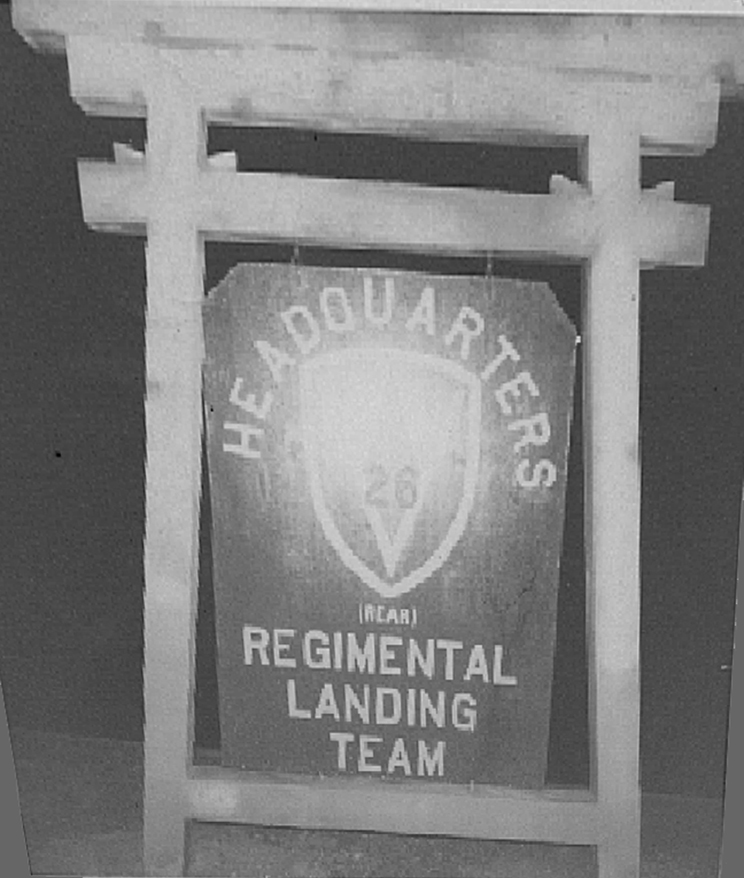 HEADQUARTERS
26
(REAR)
REGIMENTAL
LANDING
TEAM